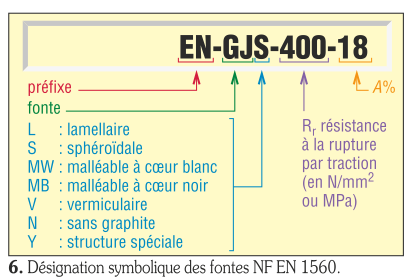 EN-GJS-400-18
préfixe
A%
fonte
L : lamellaire
S : sphéroïdale
MW : malléable à cœur blanc
MB : malléable à cœur noir
V : vermiculaire
N : sans graphite
Y : structure spéciale
Rr résistance
à la rupture
par traction
(en N/mm²
ou MPa)
6. Désignation symbolique des fontes NF EN 1560.